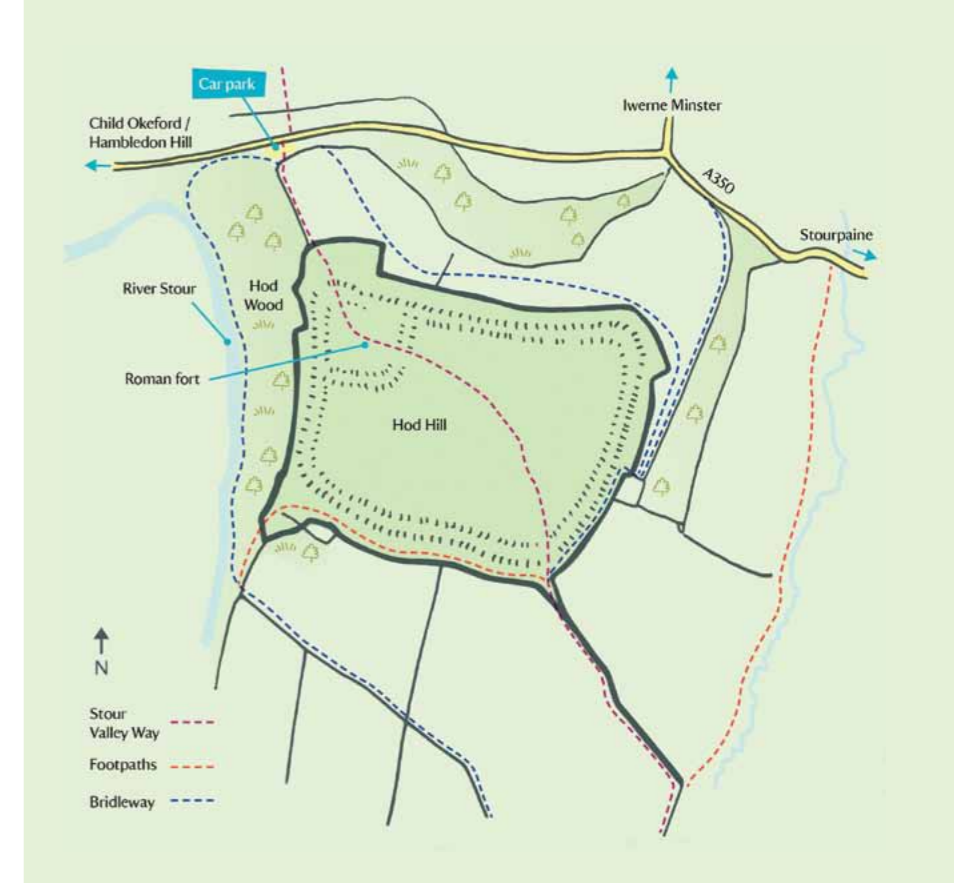 Car park
Child Okeford /
Hambledon Hill
Iwerne Minster
A350
Stourpaine
River Stour
Hod
Wood
Roman fort
Hod Hill
N
Stour
Valley Way
Footpaths
Bridleway